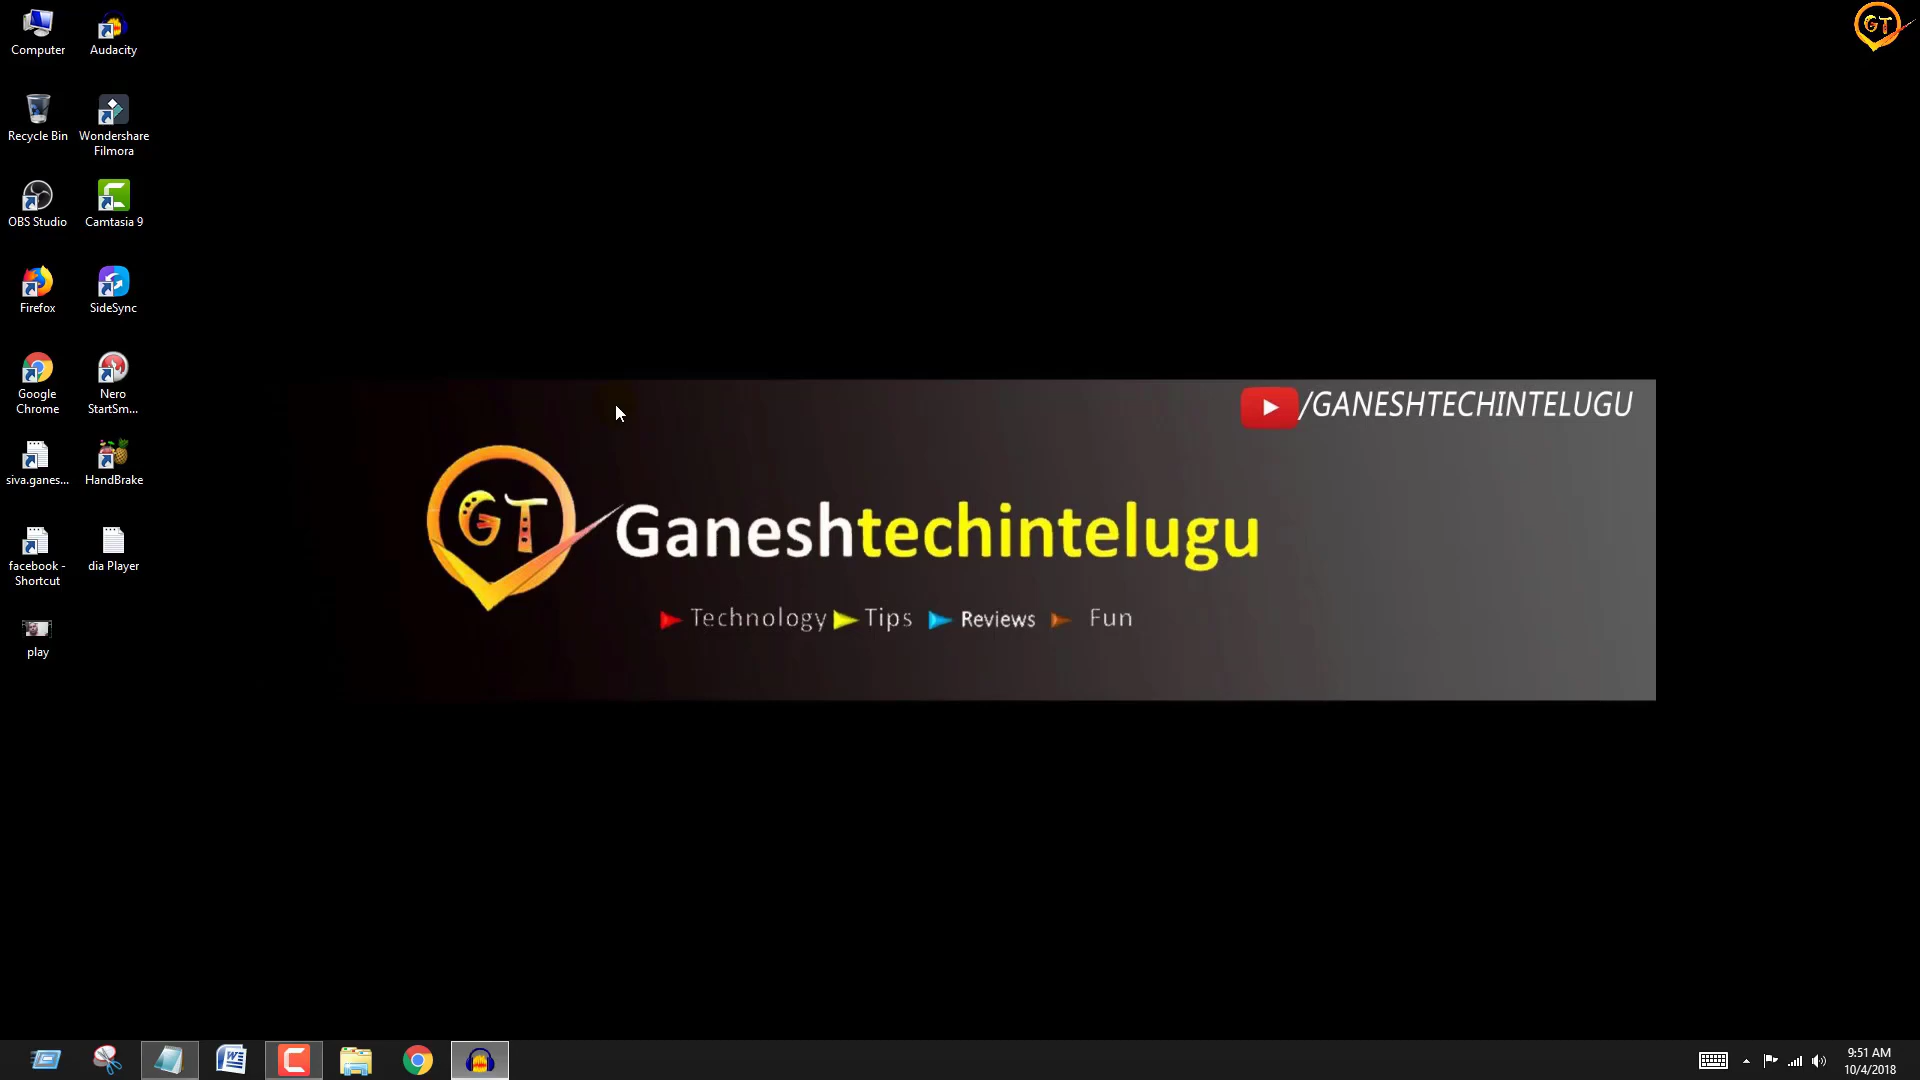 Computer
Audacity
Recycle Bin
Wondershare
Filmora
OBS Studio
Camtasia 9
Firefox
SideSync
Google
Chrome
Nero
StartSm...
siva.ganes...
HandBrake
facebook -
Shortcut
dia Player
play
GT
/GANESHTECHINTELUGU
GT
Ganeshtechintelugu
Technology Tips Reviews Fun
9:51 AM
10/4/2018